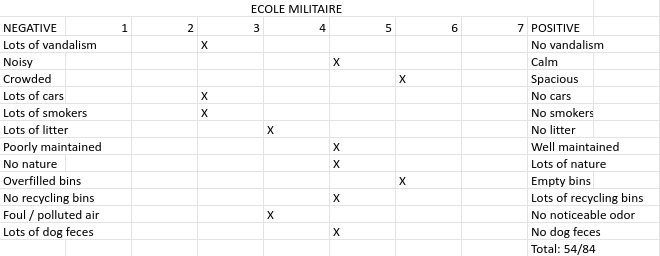 ECOLE MILITAIRE
NEGATIVE 1 2 3 4 5 6 7 POSITIVE
Lots of vandalism X No vandalism
Noisy X Calm
Crowded X Spacious
Lots of cars X No cars
Lots of smokers X No smokers
Lots of litter X No litter
Poorly maintained X Well maintained
No nature X Lots of nature
Overfilled bins X Empty bins
No recycling bins X Lots of recycling bins
Foul / polluted air X No noticeable odor
Lots of dog feces X No dog feces
Total: 54/84